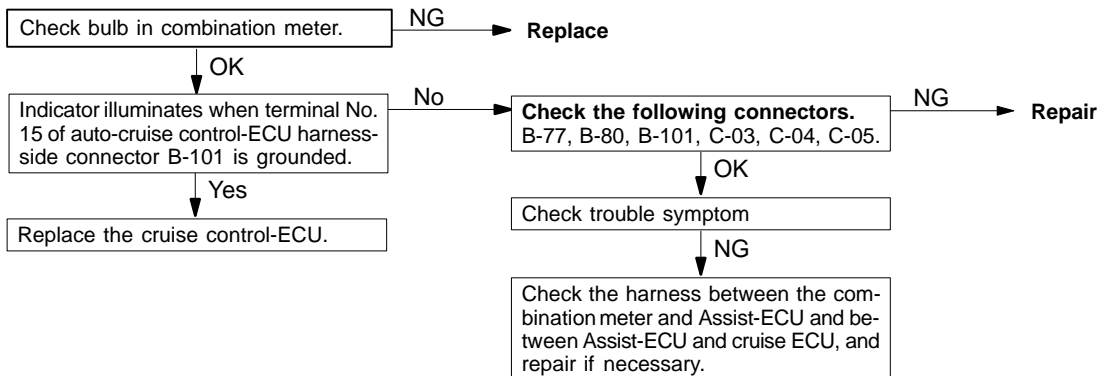 Check bulb in combination meter.
NG
Replace
OK
Indicator illuminates when terminal No.
15 of auto-cruise control-ECU harness-
side connector B-101 is grounded.
No
Check the following connectors.
B-77, B-80, B-101, C-03, C-04, C-05.
NG
Repair
Yes
OK
Replace the cruise control-ECU.
Check trouble symptom
NG
Check the harness between the com-
bination meter and Assist-ECU and be-
tween Assist-ECU and cruise ECU, and
repair if necessary.